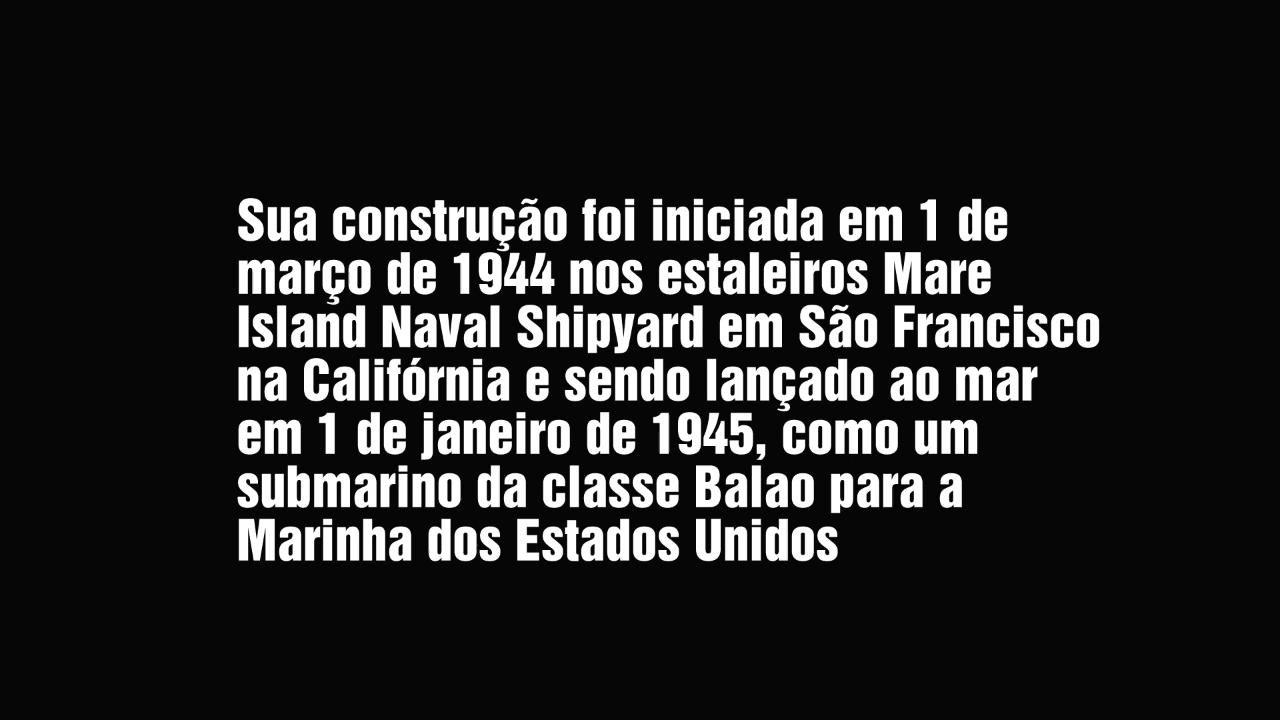 Sua construção foi iniciada em 1 de
março de 1944 nos estaleiros Mare
Island Naval Shipyard em São Francisco
na Califórnia e sendo lançado ao mar
em 1 de janeiro de 1945, como um
submarino da classe Balao para a
Marinha dos Estados Unidos